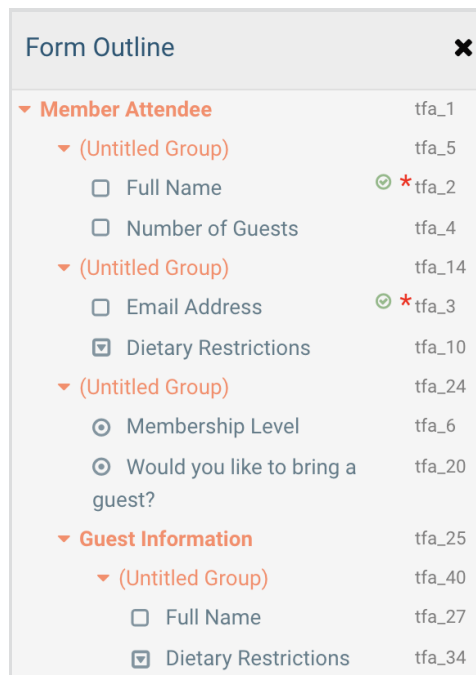 Form Outline
Member Attendee tfa_1
(Untitled Group) tfa_5
Full Name *tfa_2
Number of Guests tfa_4
(Untitled Group) tfa_14
Email Address *tfa_3
Dietary Restrictions tfa_10
(Untitled Group) tfa_24
Membership Level tfa_6
Would you like to bring a tfa_20
guest?
Guest Information tfa_25
(Untitled Group) tfa_40
Full Name tfa_27
Dietary Restrictions tfa_34